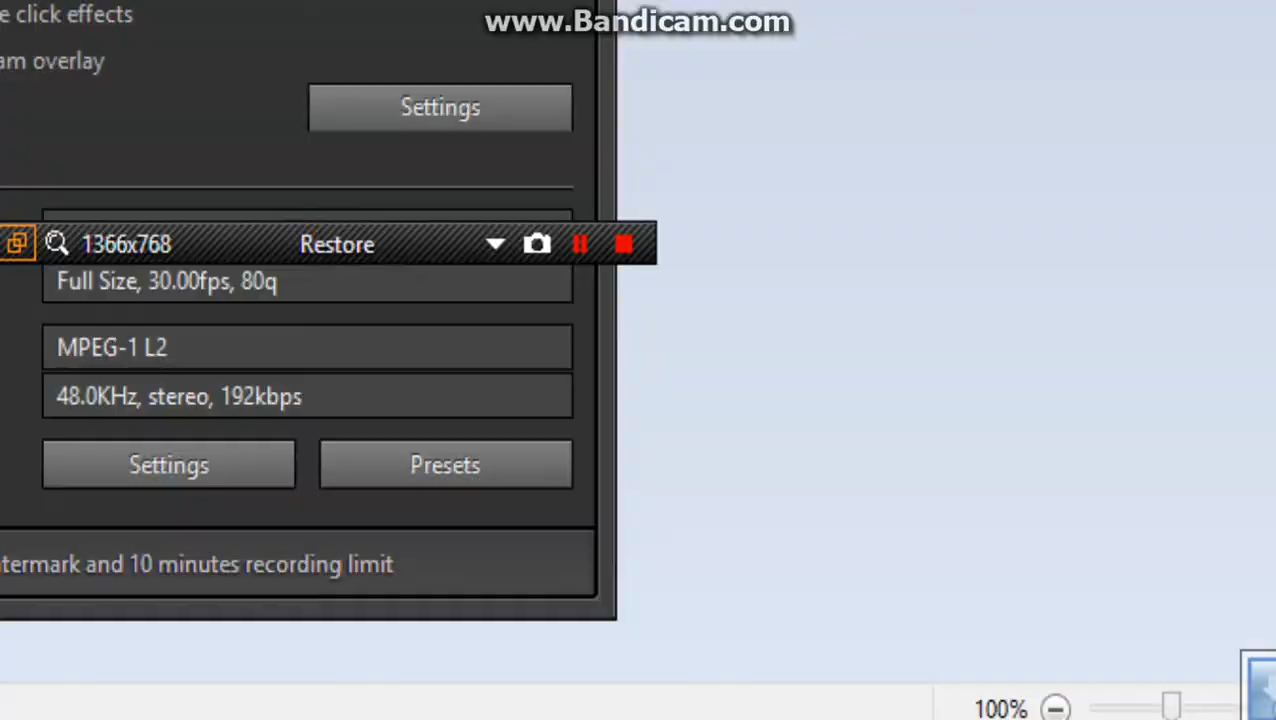 www.Bandicam.com
e click effects
am overlay
Settings
1366x768 Restore
Full Size, 30.00fps, 80q
MPEG-1 L2
48.0KHz, stereo, 192kbps
Settings Presets
termark and 10 minutes recording limit
100%